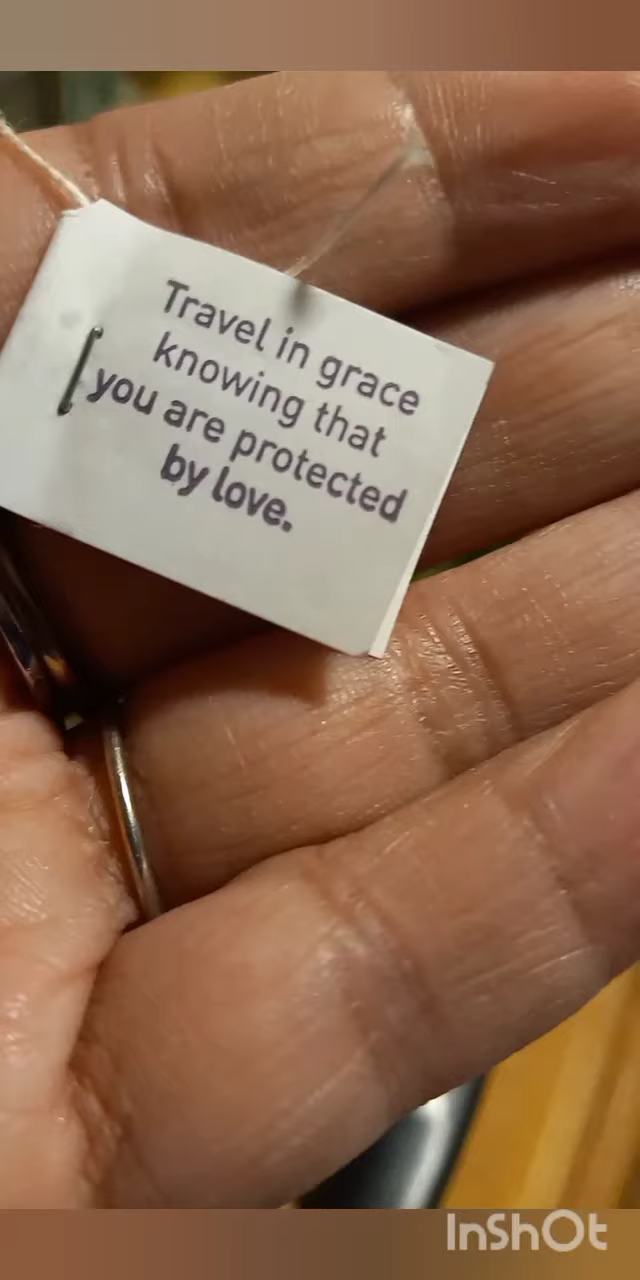 Travel in grace
knowing that
you are protected
by love.
InShOt